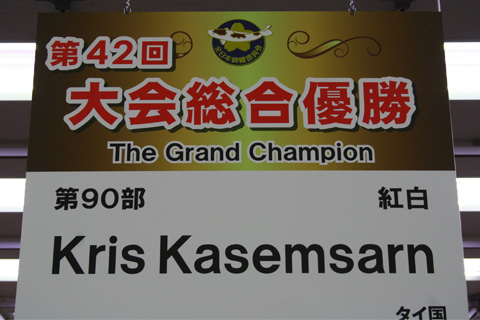 第42回
大会総合優勝
The Grand Champion
第90部 紅白
Kris Kasemsarn
タイ国